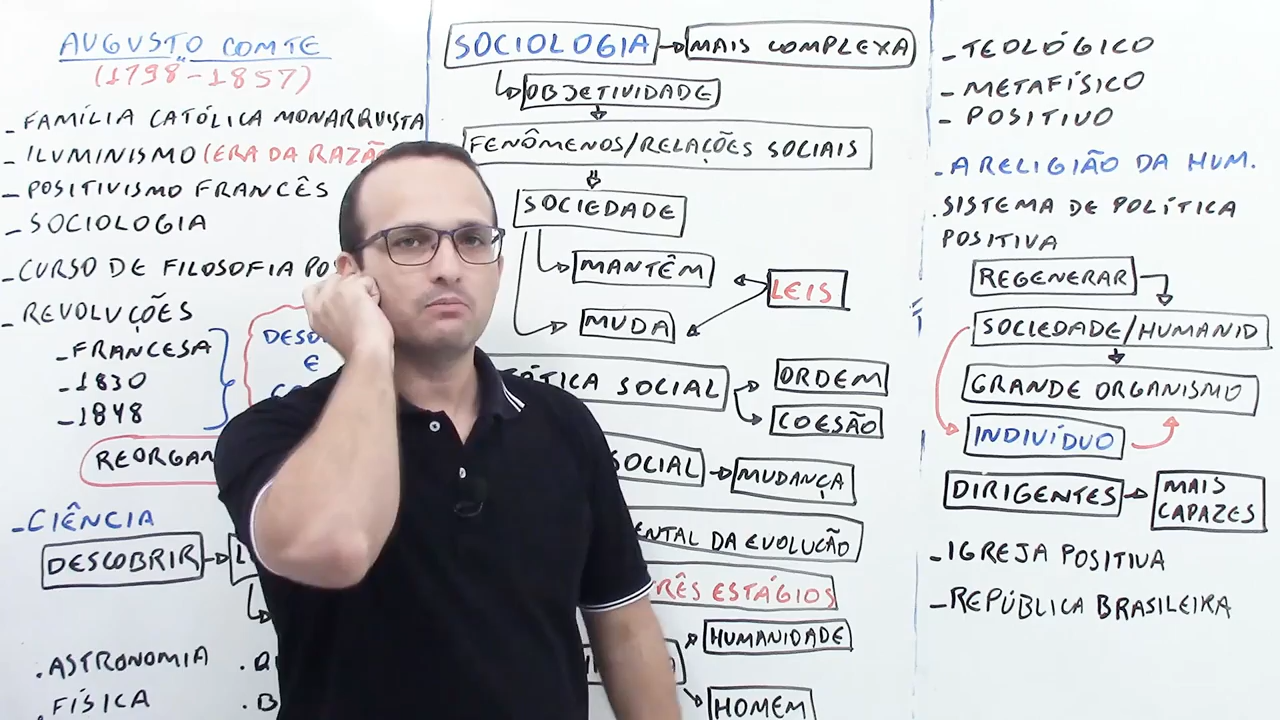 AUGUSTO COMTE
(1798-1857)
- FAMÍLIA CATÓLICA MONARQUISTA
- ILUMINISMO (ERA DA RAZÃ
- POSITIVISMO FRANCÊS
- SOCIOLOGIA
- CURSO DE FILOSOFIA PO
- REVOLUÇÕES
- FRANCESA
- 1830
- 1848
E
REORGAN
- CIÊNCIA
DESCOBRIR
. ASTRONOMIA
. FÍSICA
SOCIOLOGIA → MAIS COMPLEXA
OBJETIVIDADE
FENÔMENOS/RELAÇÕES SOCIAIS
SOCIEDADE
MANTÊM
LEIS
MUDA
SOCIAL
ORDEM
COESÃO
SOCIAL → MUDANÇA
ENTAL DA EVOLUÇÃO
RÊS ESTÁGIOS
HUMANIDADE
HOMEM
- TEOLÓGICO
- METAFÍSICO
- POSITIVO
. A RELIGIÃO DA HUM.
. SISTEMA DE POLÍTICA
POSITIVA
REGENERAR
SOCIEDADE/HUMANID
GRANDE ORGANISMO
INDIVÍDUO
DIRIGENTES → MAIS
CAPAZES
- IGREJA POSITIVA
- REPÚBLICA BRASILEIRA